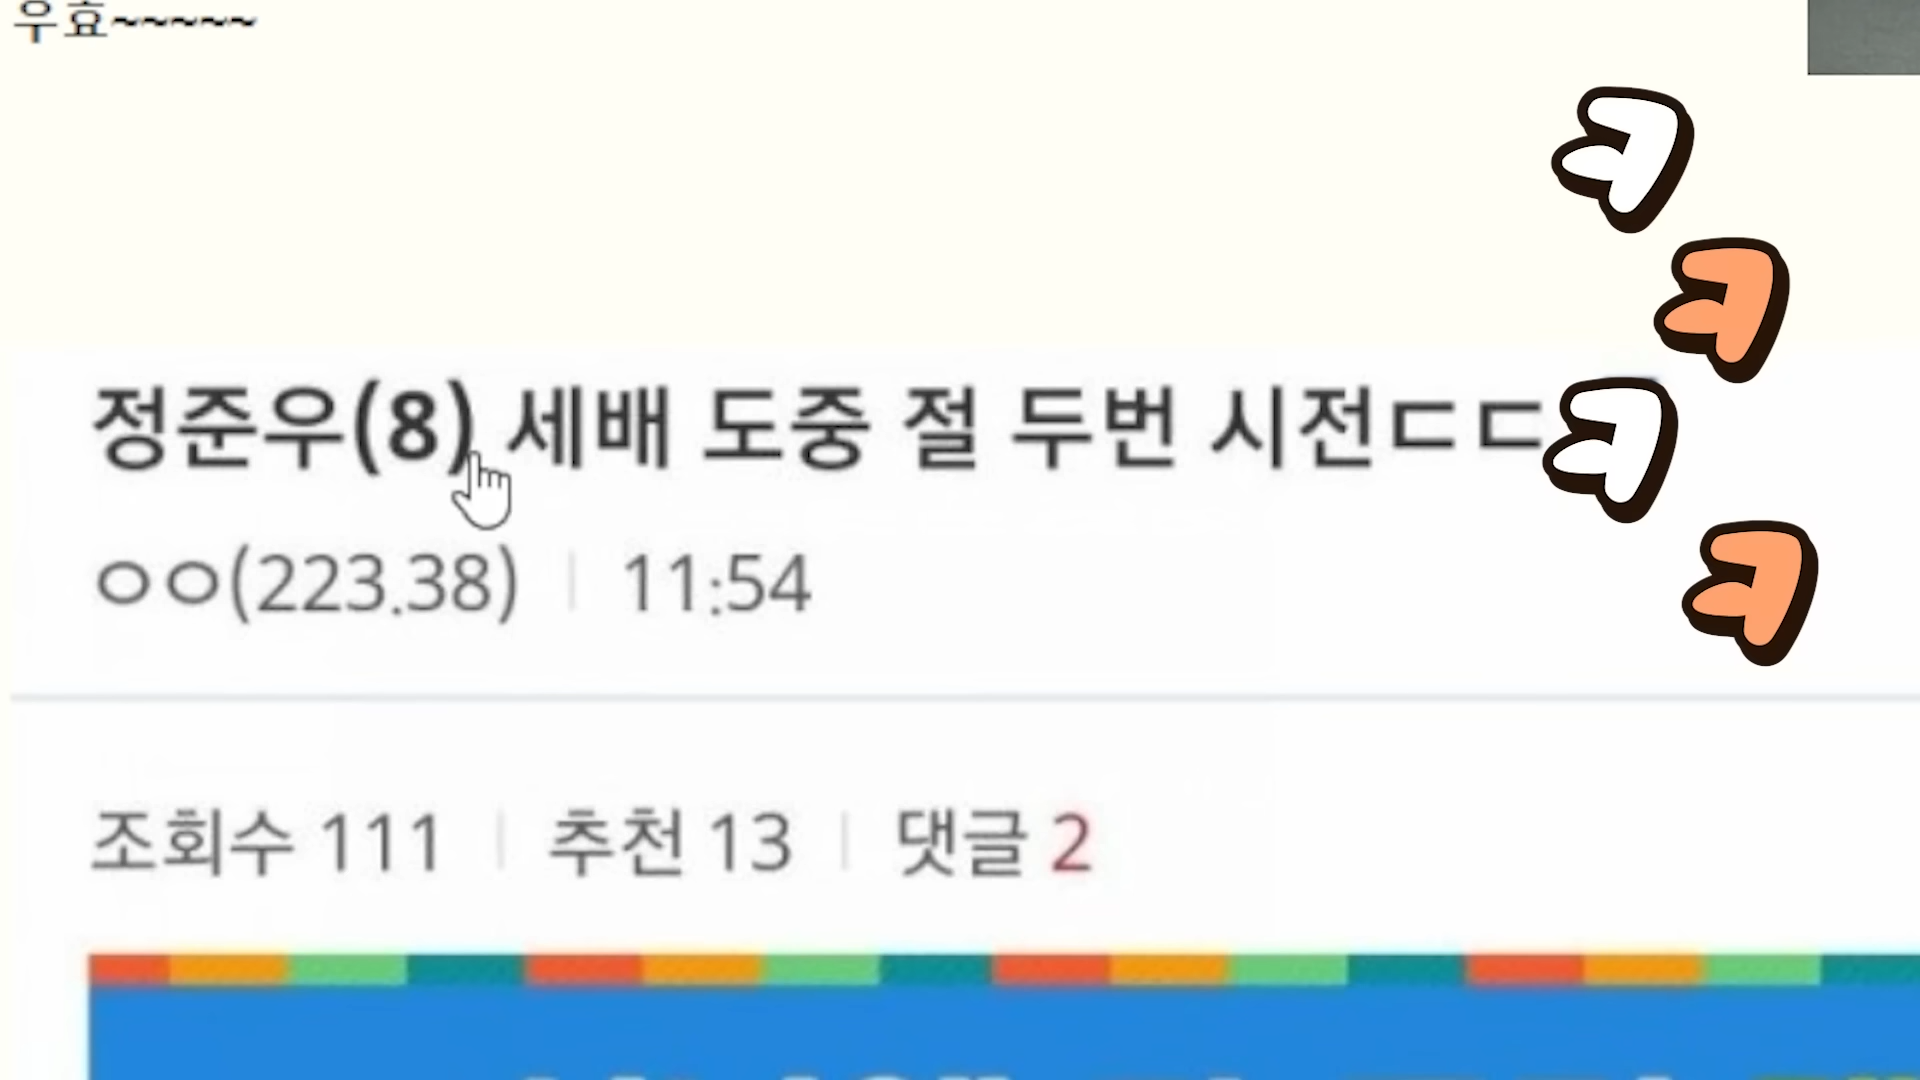 우효~~~~~
ㅋ
ㅋ
정준우(8) 세배 도중 절 두번 시전ㄷㄷ
ㅋ
ㅇㅇ(223.38) 11:54
ㅋ
조회수 111 추천 13 댓글 2